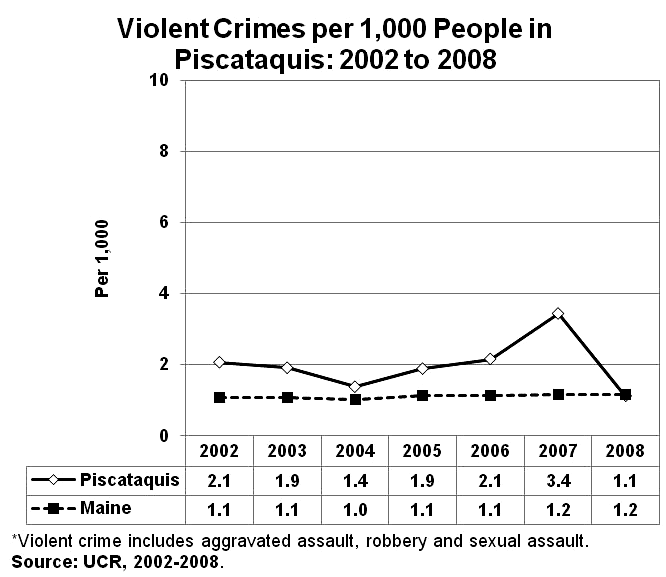 Violent Crimes per 1,000 People in
Piscataquis: 2002 to 2008
10
8
6
4
2
0
Per 1,000
2002 2003 2004 2005 2006 2007 2008
Piscataquis 2.1 1.9 1.4 1.9 2.1 3.4 1.1
Maine 1.1 1.1 1.0 1.1 1.1 1.2 1.2
*Violent crime includes aggravated assault, robbery and sexual assault.
Source: UCR, 2002-2008.